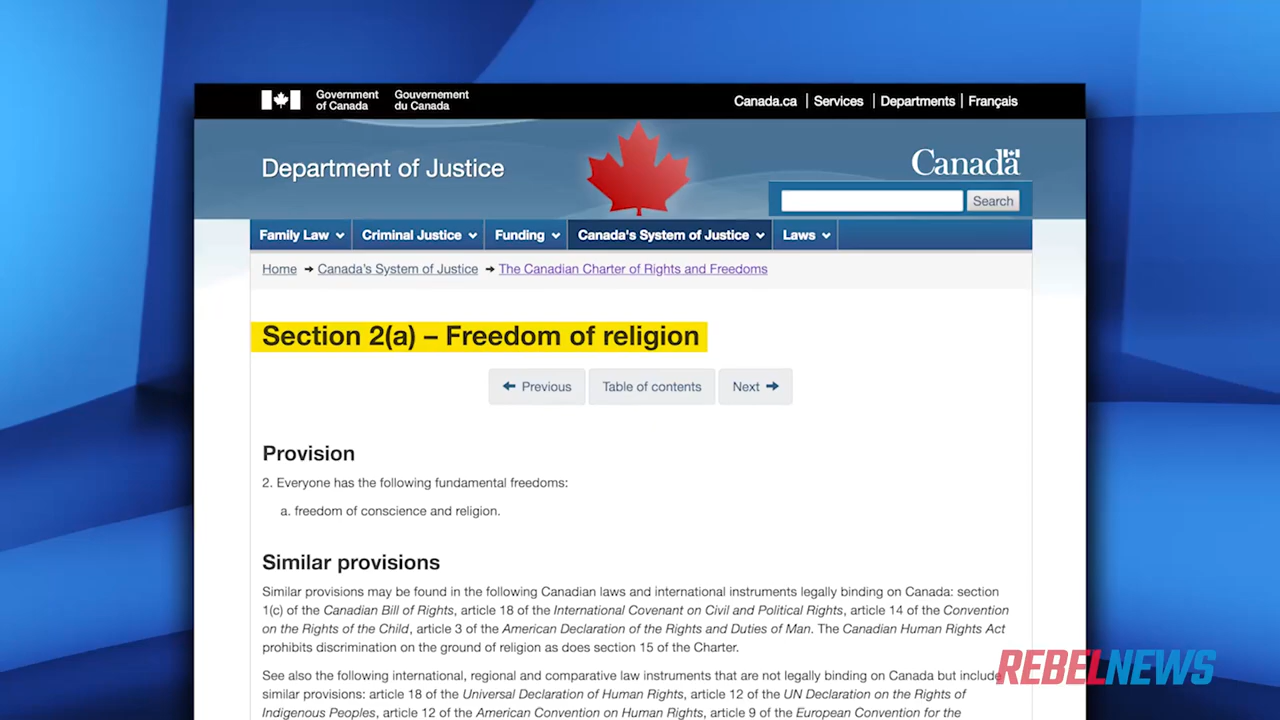 Government of Canada
Gouvernement du Canada
Canada.ca | Services | Departments | Français
Department of Justice
Canada
Search
Family Law
Criminal Justice
Funding
Canada's System of Justice
Laws
Home → Canada's System of Justice → The Canadian Charter of Rights and Freedoms
Section 2(a) – Freedom of religion
← Previous
Table of contents
Next →
Provision
2. Everyone has the following fundamental freedoms:
a. freedom of conscience and religion.
Similar provisions
Similar provisions may be found in the following Canadian laws and international instruments legally binding on Canada: section
1(c) of the Canadian Bill of Rights, article 18 of the International Covenant on Civil and Political Rights, article 14 of the Convention
on the Rights of the Child, article 3 of the American Declaration of the Rights and Duties of Man. The Canadian Human Rights Act
prohibits discrimination on the ground of religion as does section 15 of the Charter.
See also the following international, regional and comparative law instruments that are not legally binding on Canada but include
similar provisions: article 18 of the Universal Declaration of Human Rights, article 12 of the UN Declaration on the Rights of
Indigenous Peoples, article 12 of the American Convention on Human Rights, article 9 of the European Convention for the
REBELNEWS